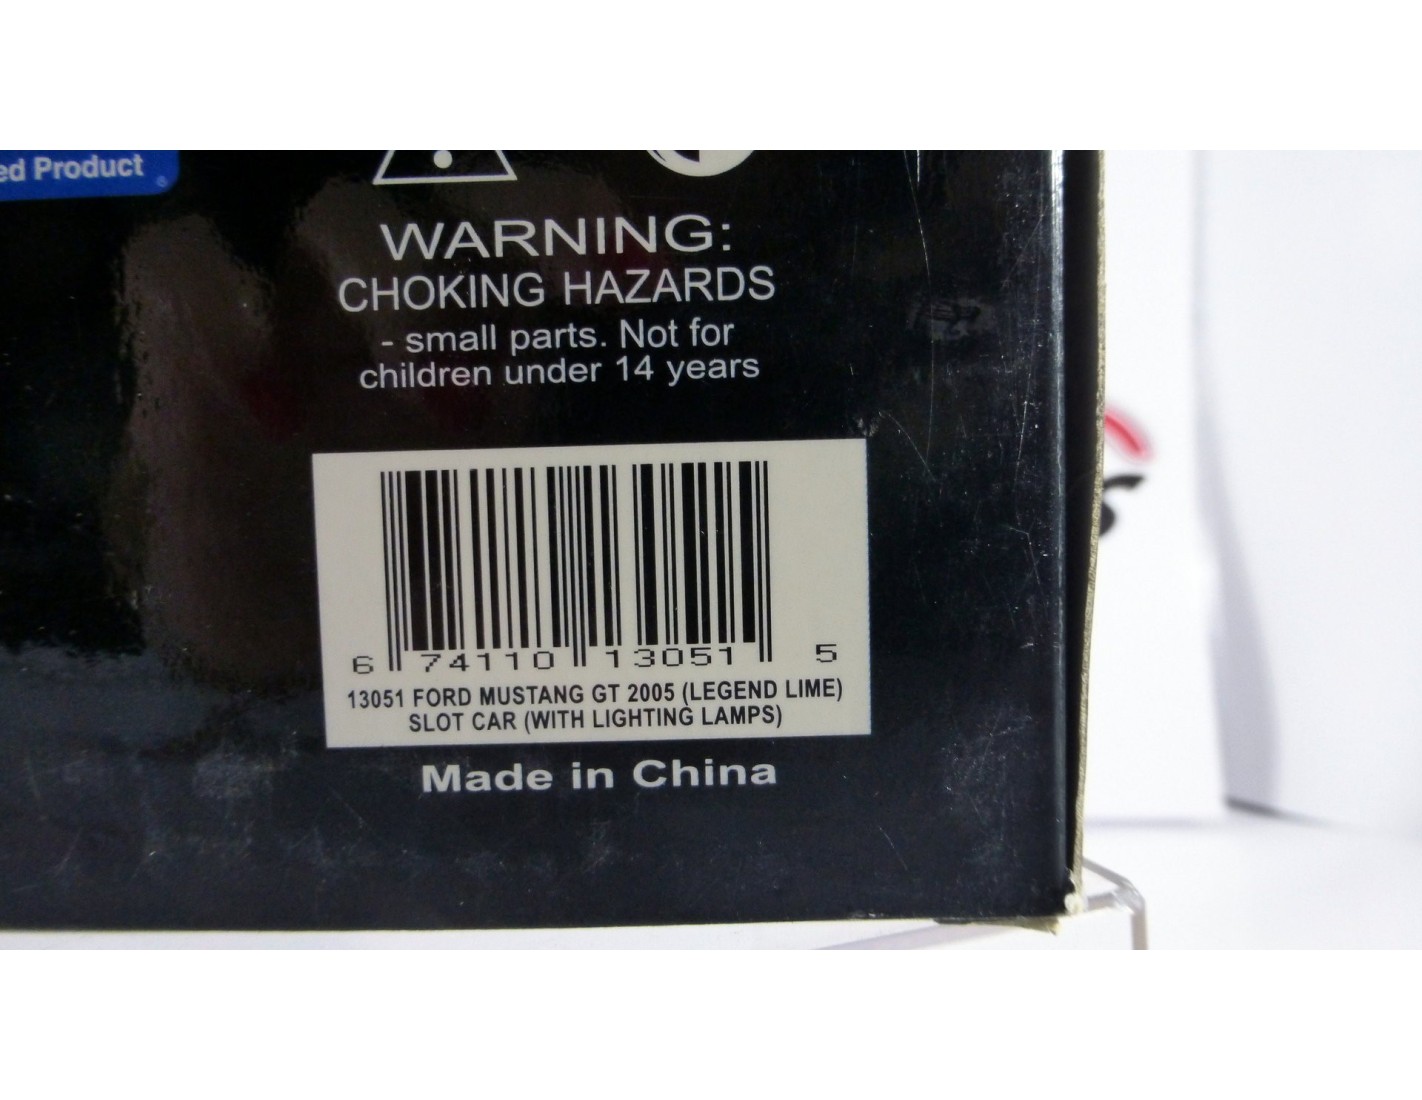 ed Product
WARNING:
CHOKING HAZARDS
- small parts. Not for
children under 14 years
6 74110 13051 5
13051 FORD MUSTANG GT 2005 (LEGEND LIME)
SLOT CAR (WITH LIGHTING LAMPS)
Made in China